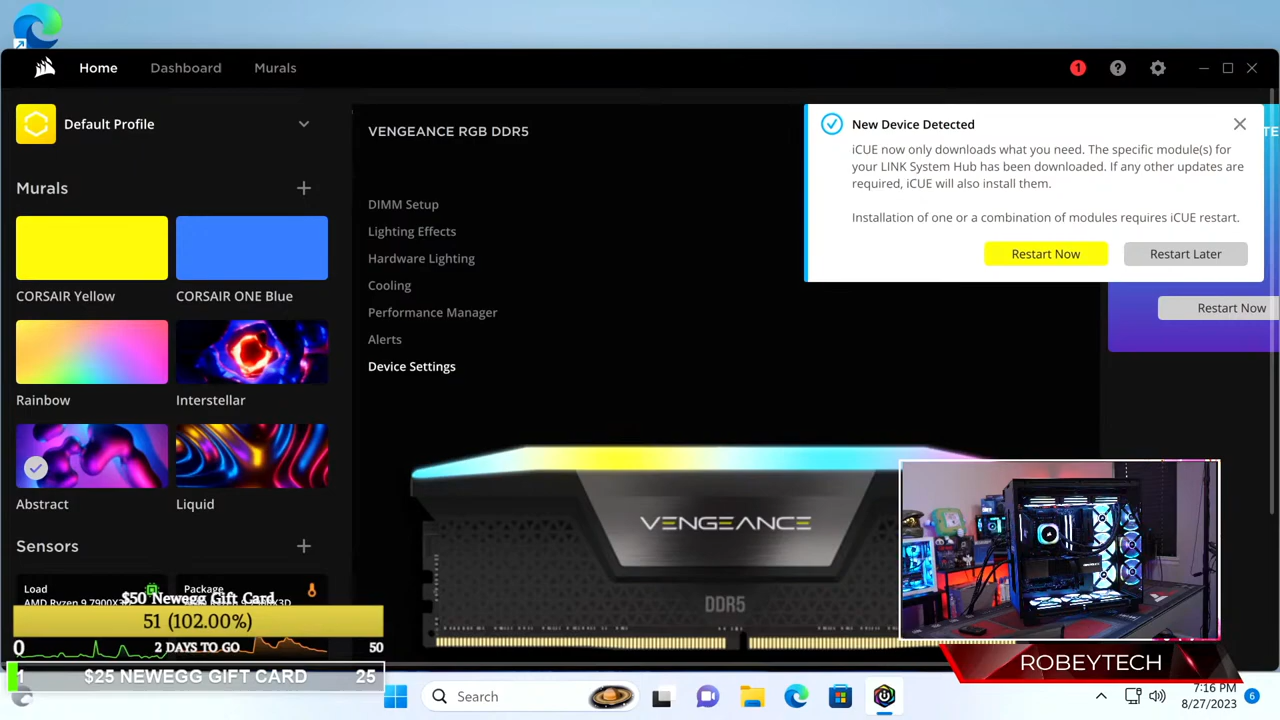 Home
Dashboard
Murals
1
Default Profile
Murals
CORSAIR Yellow
CORSAIR ONE Blue
Rainbow
Interstellar
Abstract
Liquid
Sensors
Load
Package
$50 Newegg Gift Card
51 (102.00%)
0
2 DAYS TO GO
50
1
$25 NEWEGG GIFT CARD
25
VENGEANCE RGB DDR5
DIMM Setup
Lighting Effects
Hardware Lighting
Cooling
Performance Manager
Alerts
Device Settings
New Device Detected
iCUE now only downloads what you need. The specific module(s) for
your LINK System Hub has been downloaded. If any other updates are
required, iCUE will also install them.
Installation of one or a combination of modules requires iCUE restart.
Restart Now
Restart Later
Restart Now
VENGEANCE
DDR5
ROBEYTECH
Search
7:16 PM
8/27/2023
6